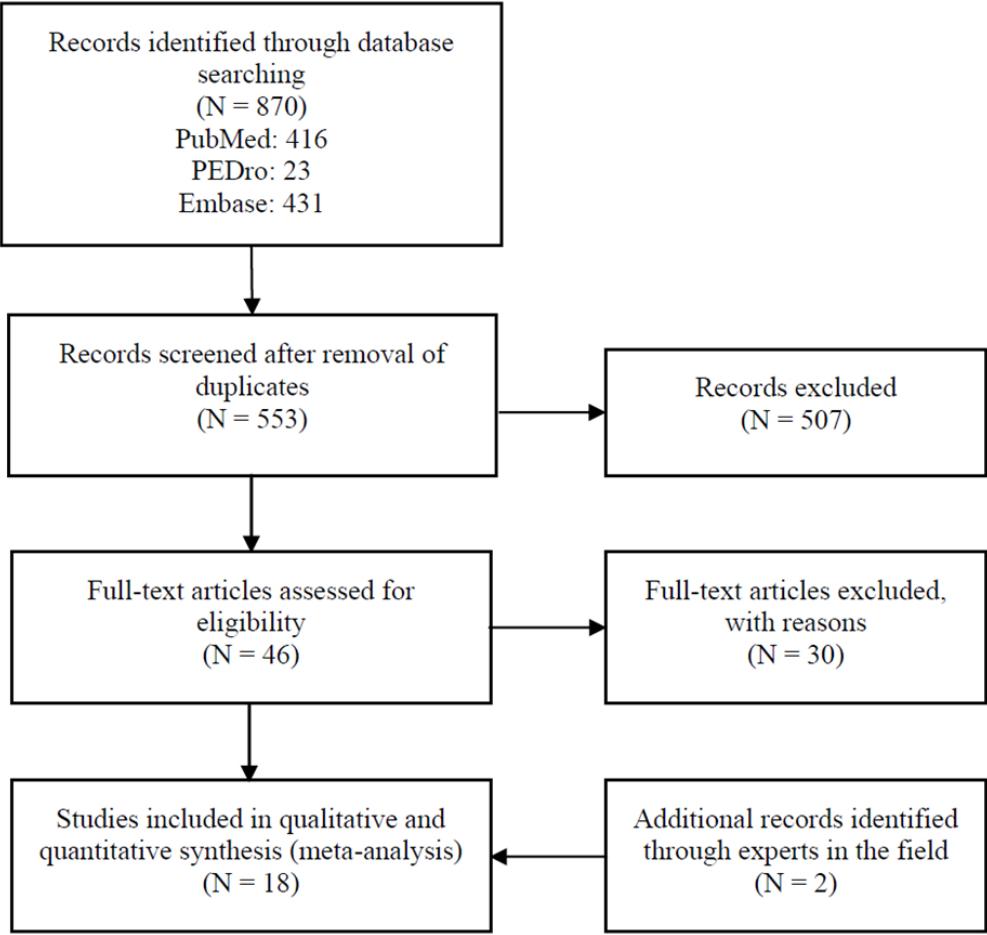 Records identified through database
searching
(N = 870)
PubMed: 416
PEDro: 23
Embase: 431
Records screened after removal of
duplicates
(N = 553)
Records excluded
(N = 507)
Full-text articles assessed for
eligibility
(N = 46)
Full-text articles excluded,
with reasons
(N = 30)
Studies included in qualitative and
quantitative synthesis (meta-analysis)
(N = 18)
Additional records identified
through experts in the field
(N = 2)